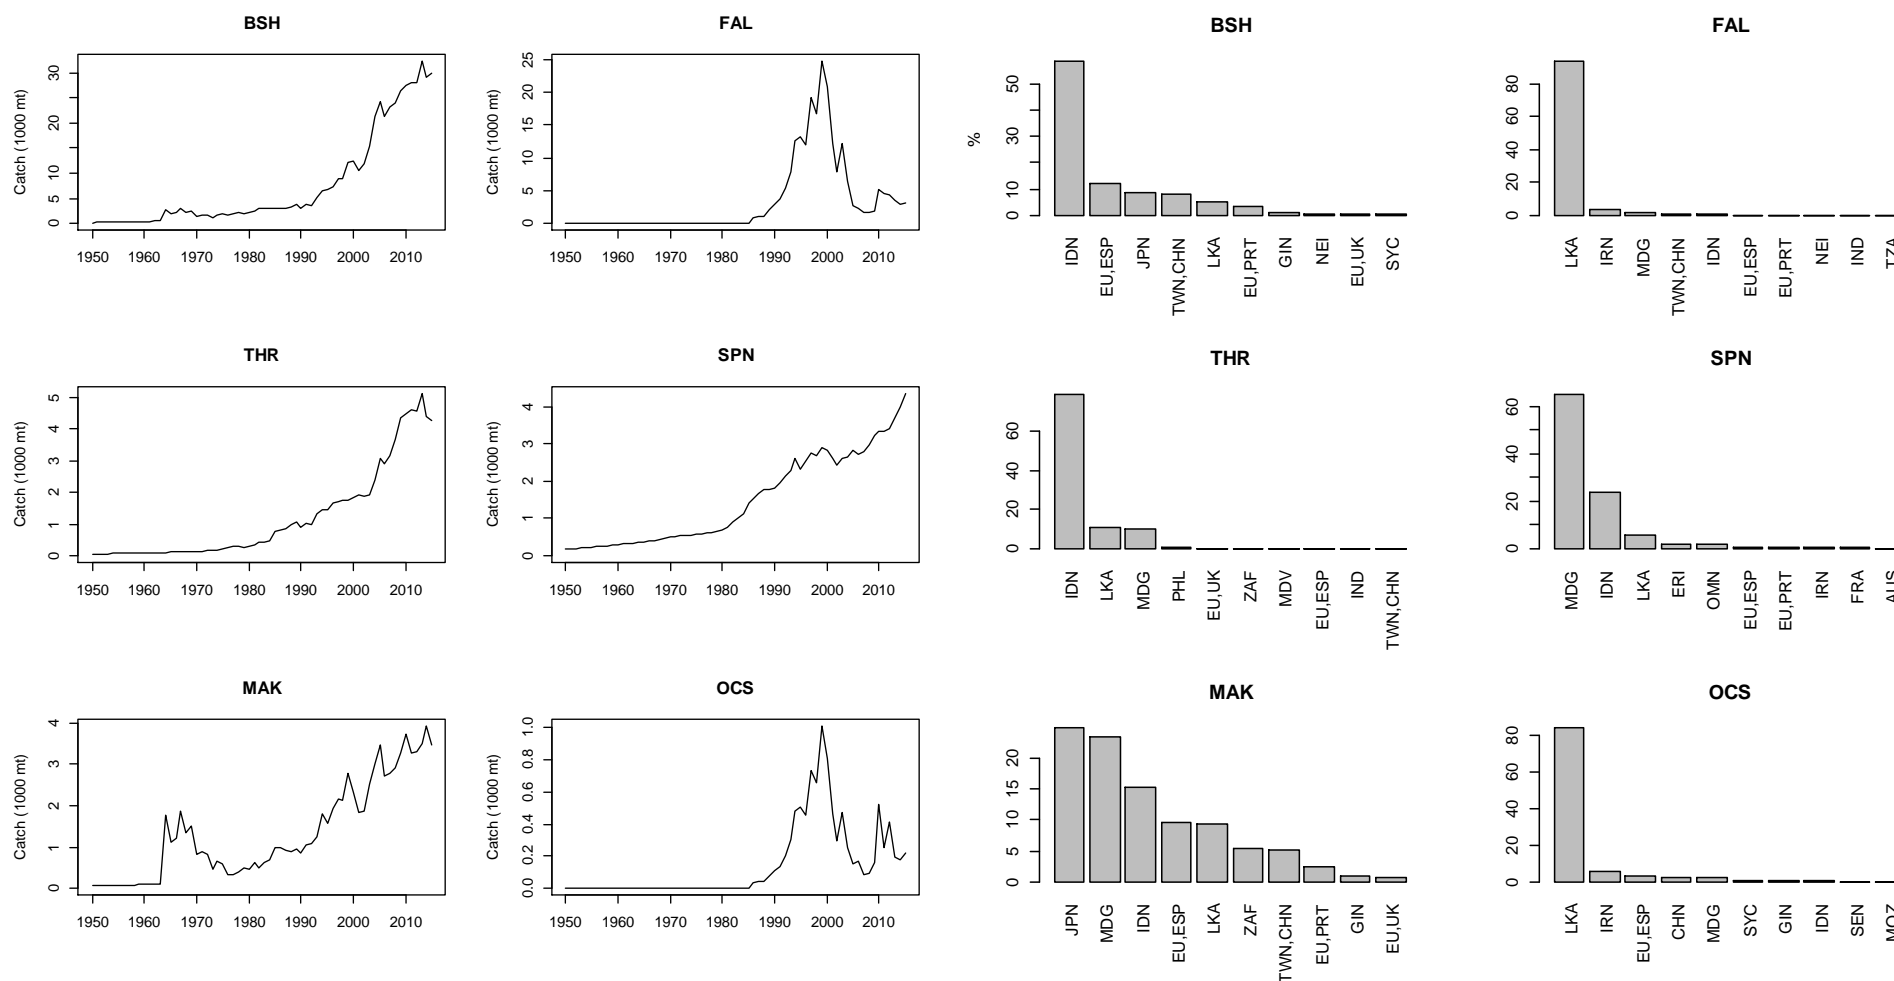 BSH
Catch (1000 mt)
0 5 10 20 30
1950 1960 1970 1980 1990 2000 2010
FAL
Catch (1000 mt)
0 5 10 15 20 25
1950 1960 1970 1980 1990 2000 2010
THR
Catch (1000 mt)
0 1 2 3 4 5
1950 1960 1970 1980 1990 2000 2010
SPN
Catch (1000 mt)
0 1 2 3 4
1950 1960 1970 1980 1990 2000 2010
MAK
Catch (1000 mt)
0 1 2 3 4
1950 1960 1970 1980 1990 2000 2010
OCS
Catch (1000 mt)
0.0 0.2 0.4 0.6 0.8 1.0
1950 1960 1970 1980 1990 2000 2010
BSH
%
0 10 30 50
IDN
EU,ESP
JPN
TWN,CHN
LKA
EU,PRT
GIN
NEI
EU,UK
SYC
FAL
0 20 40 60 80
LKA
IRN
MDG
TWN,CHN
IDN
EU,ESP
EU,PRT
NEI
IND
TZA
THR
0 20 40 60
IDN
LKA
MDG
PHL
EU,UK
ZAF
MDV
EU,ESP
IND
TWN,CHN
SPN
0 20 40 60
MDG
IDN
LKA
ERI
OMN
EU,ESP
EU,PRT
IRN
FRA
AUS
MAK
0 5 10 15 20
JPN
MDG
IDN
EU,ESP
LKA
ZAF
TWN,CHN
EU,PRT
GIN
EU,UK
OCS
0 20 40 60 80
LKA
IRN
EU,ESP
CHN
MDG
SYC
GIN
IDN
SEN
MOZ